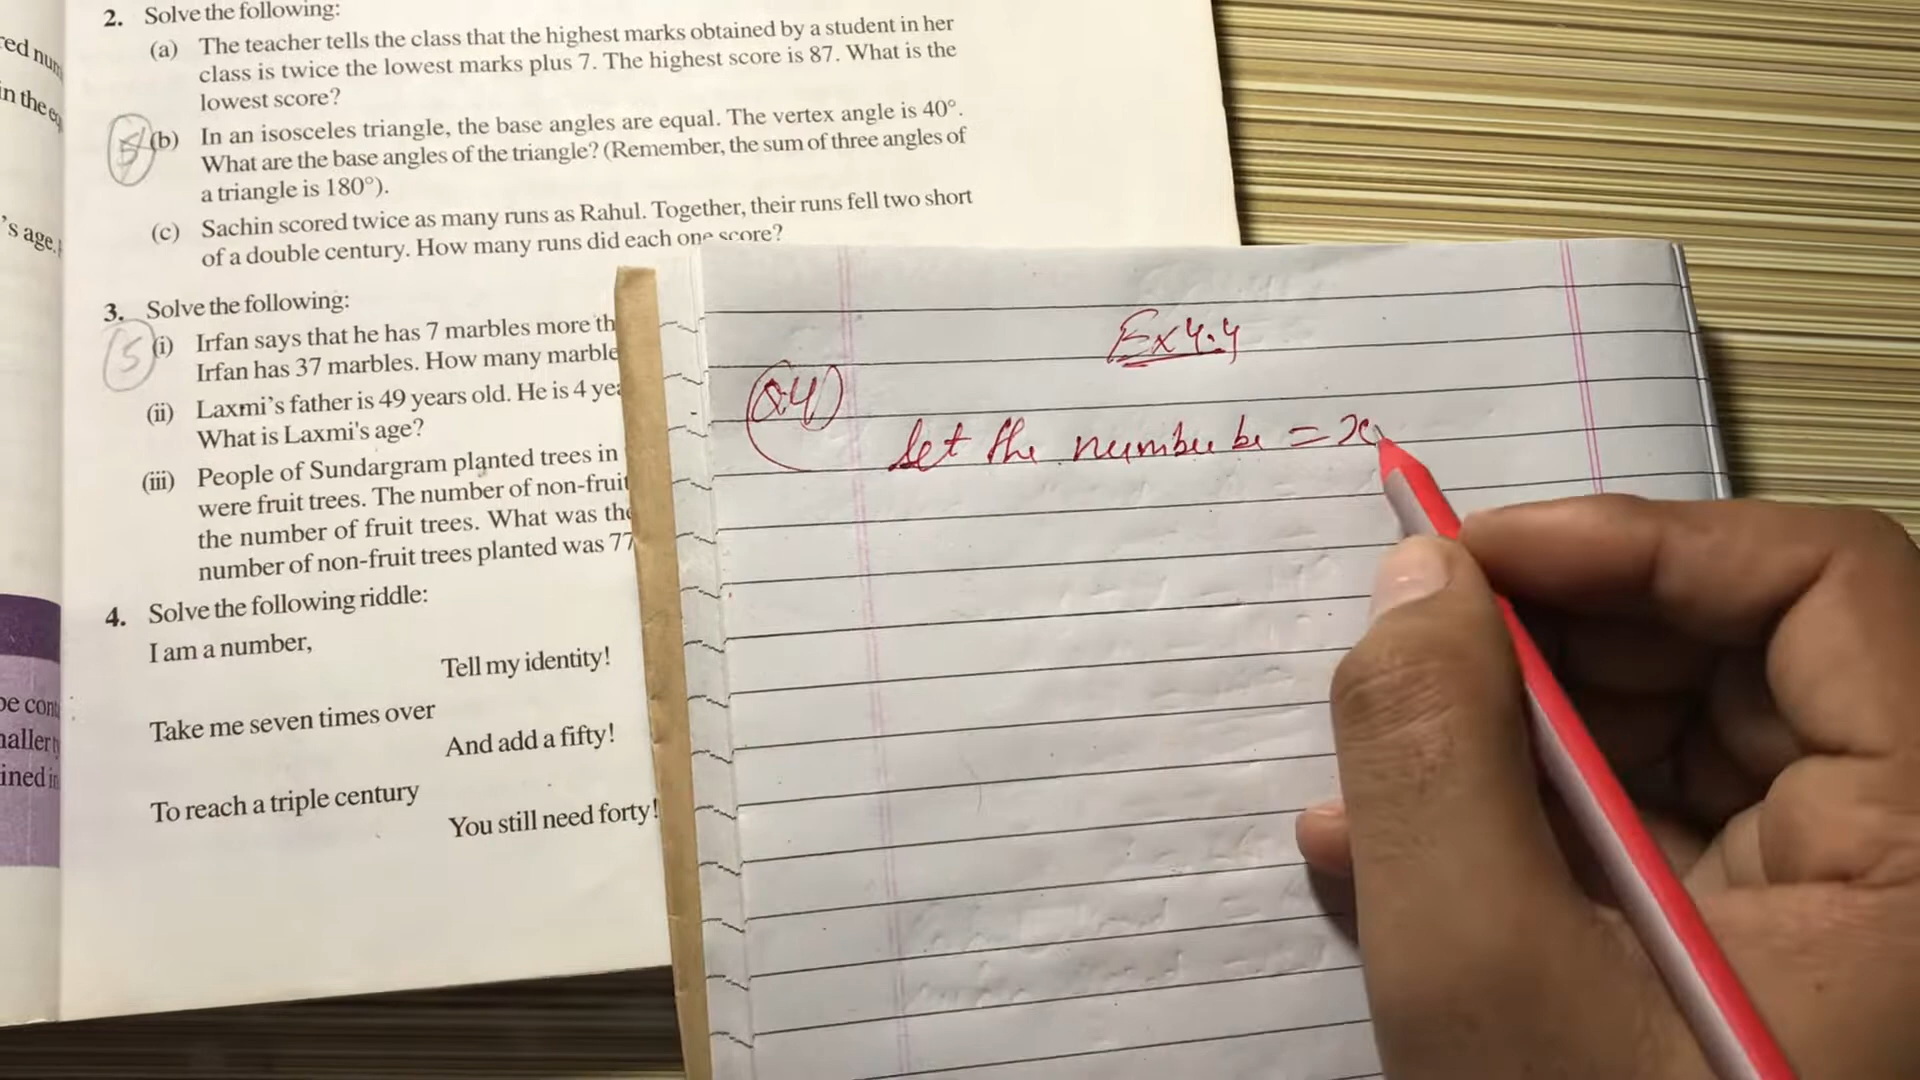 2. Solve the following:
(a) The teacher tells the class that the highest marks obtained by a student in her
class is twice the lowest marks plus 7. The highest score is 87. What is the
lowest score?
(b) In an isosceles triangle, the base angles are equal. The vertex angle is 40°.
What are the base angles of the triangle? (Remember, the sum of three angles of
a triangle is 180°).
(c) Sachin scored twice as many runs as Rahul. Together, their runs fell two short
of a double century. How many runs did each one score?
3. Solve the following:
5 (i) Irfan says that he has 7 marbles more th
Irfan has 37 marbles. How many marble
(ii) Laxmi's father is 49 years old. He is 4 yea
What is Laxmi's age?
(iii) People of Sundargram planted trees in
were fruit trees. The number of non-fruit
the number of fruit trees. What was the
number of non-fruit trees planted was 77
4. Solve the following riddle:
I am a number,
Tell my identity!
Take me seven times over
And add a fifty!
To reach a triple century
You still need forty!
in the eq
's age.
ined in
Ex 4.4
Q.4)
Let the number be = x